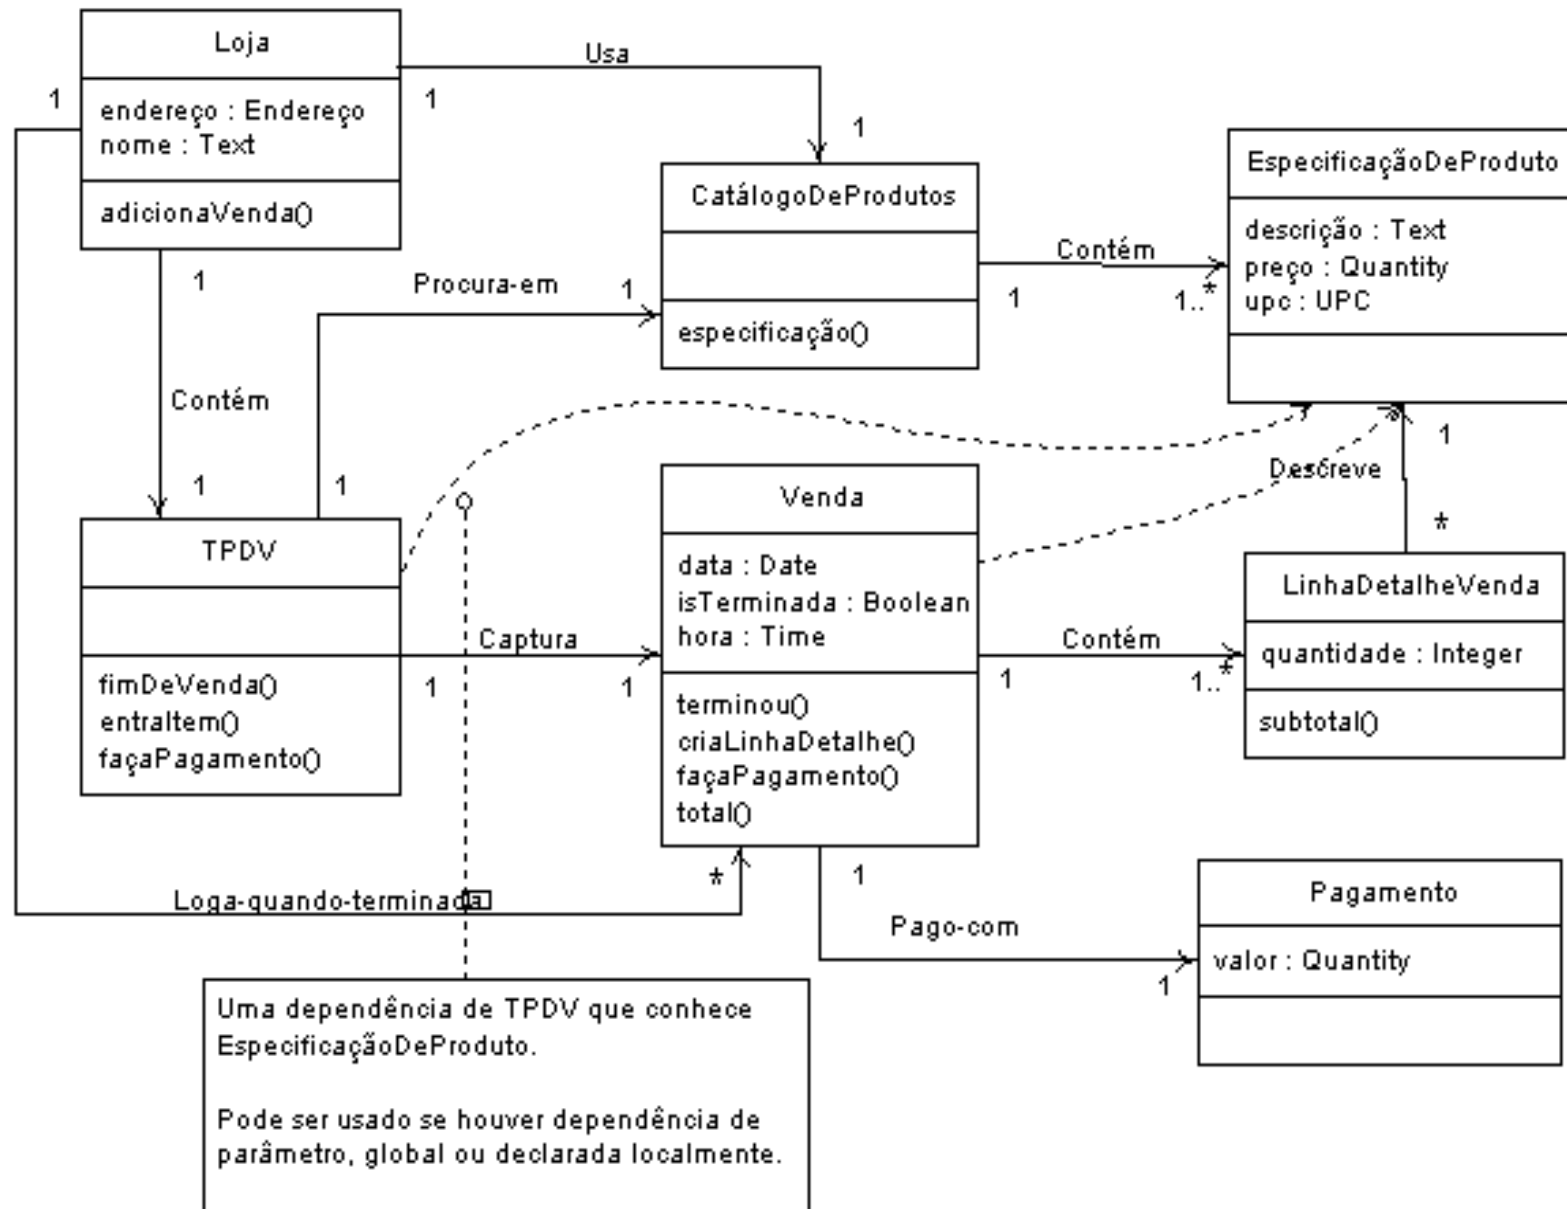 Loja
endereço : Endereço
nome : Text
adicionaVenda()
1
1
Usa
1
CatálogoDeProdutos
especificação()
EspecificaçãoDeProduto
descrição : Text
preço : Quantity
upc : UPC
Contém
1
1..*
1
Contém
1
Procura-em
1
1
TPDV
fimDeVenda()
entraItem()
façaPagamento()
Captura
1
1
Venda
data : Date
isTerminada : Boolean
hora : Time
terminou()
criaLinhaDetalhe()
façaPagamento()
total()
Descreve
1
*
Contém
1
1..*
LinhaDetalheVenda
quantidade : Integer
subtotal()
Loga-quando-terminada
*
1
Pago-com
1
Pagamento
valor : Quantity
Uma dependência de TPDV que conhece
EspecificaçãoDeProduto.
Pode ser usado se houver dependência de
parâmetro, global ou declarada localmente.